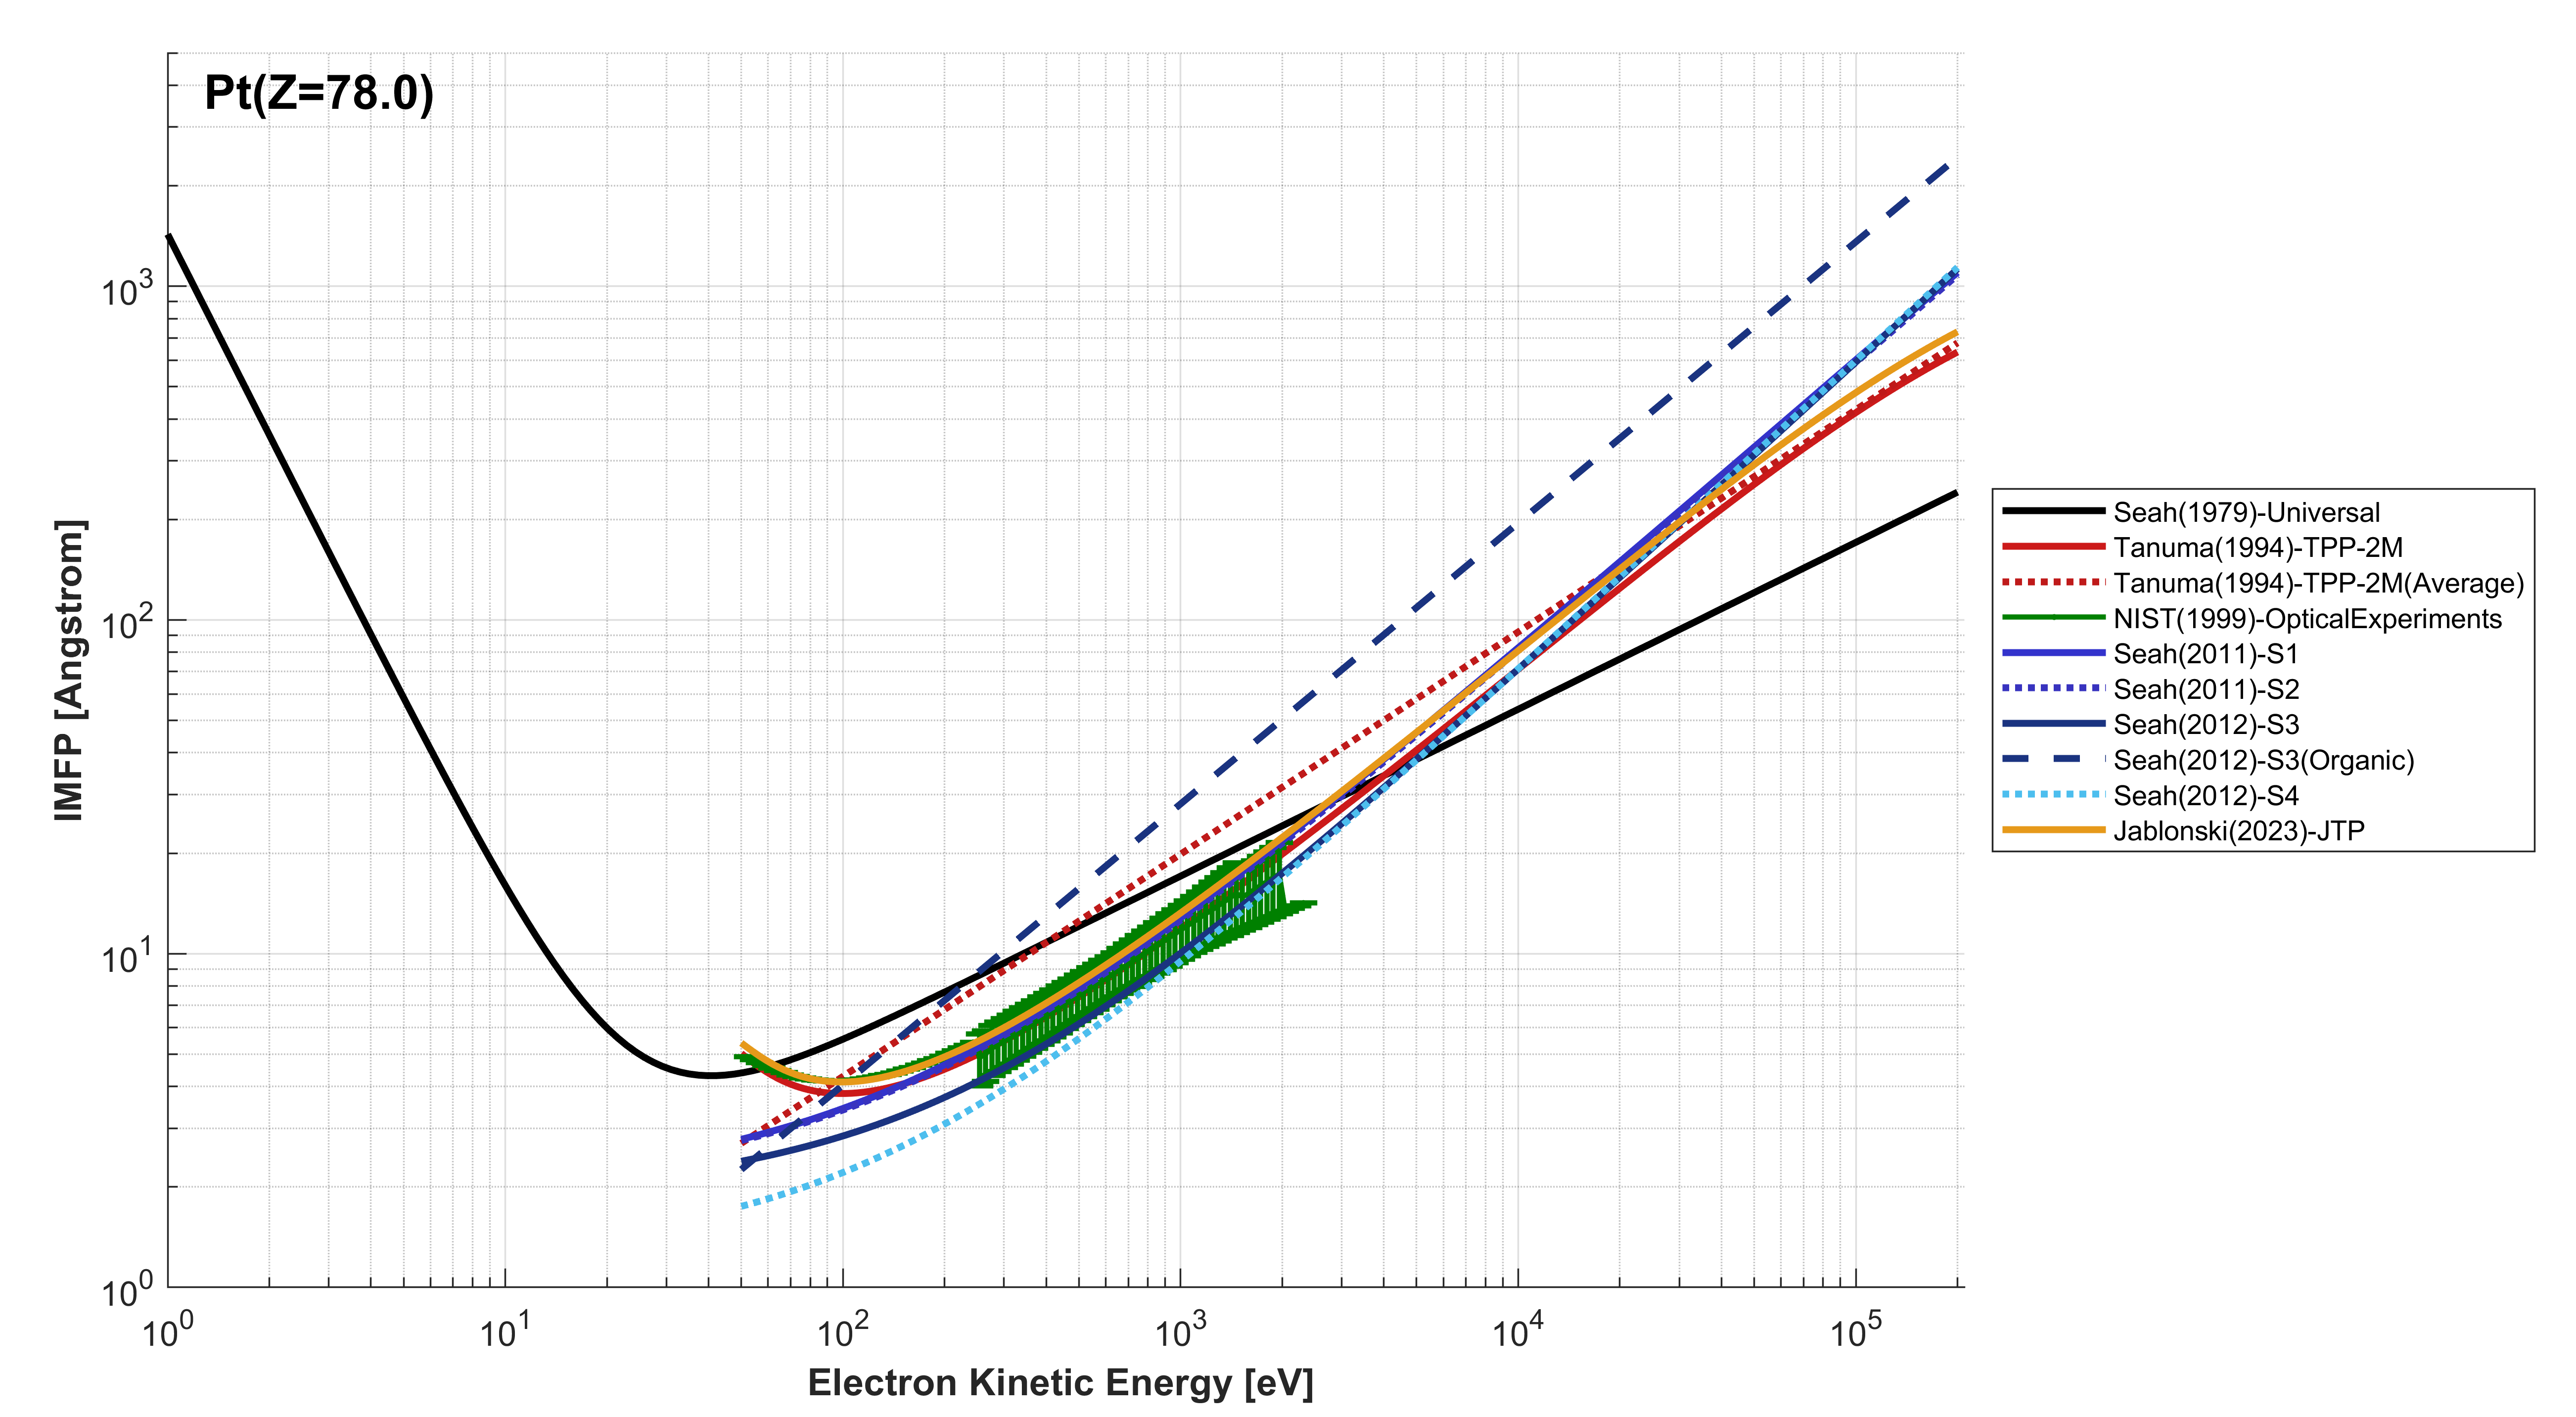 Pt(Z=78.0)
IMFP [Angstrom]
10^3
10^2
10^1
10^0
10^0 10^1 10^2 10^3 10^4 10^5
Electron Kinetic Energy [eV]
Seah(1979)-Universal
Tanuma(1994)-TPP-2M
Tanuma(1994)-TPP-2M(Average)
NIST(1999)-OpticalExperiments
Seah(2011)-S1
Seah(2011)-S2
Seah(2012)-S3
Seah(2012)-S3(Organic)
Seah(2012)-S4
Jablonski(2023)-JTP